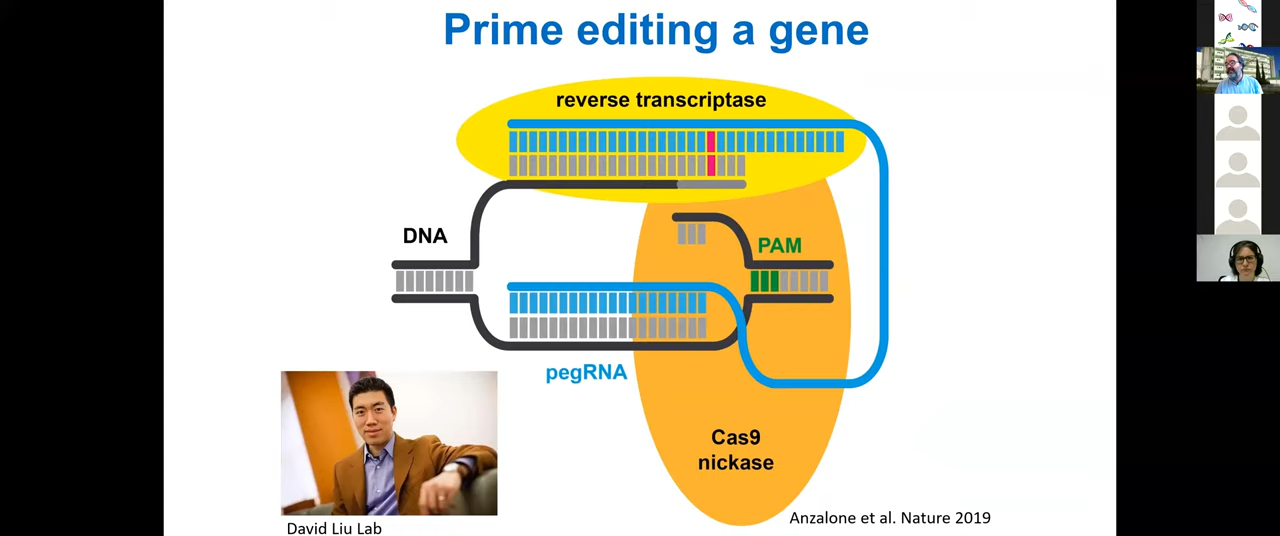 Prime editing a gene
reverse transcriptase
DNA
PAM
pegRNA
Cas9
nickase
David Liu Lab
Anzalone et al. Nature 2019